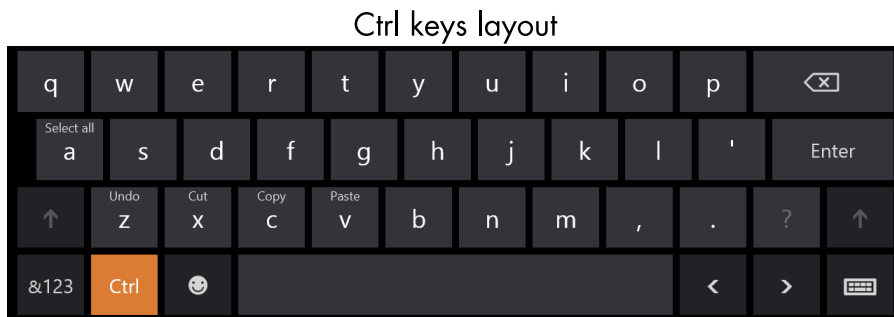 Ctrl keys layout
q w e r t y u i o p
Select all
a s d f g h j k l ' Enter
Undo Cut Copy Paste
z x c v b n m , . ?
&123 Ctrl < >